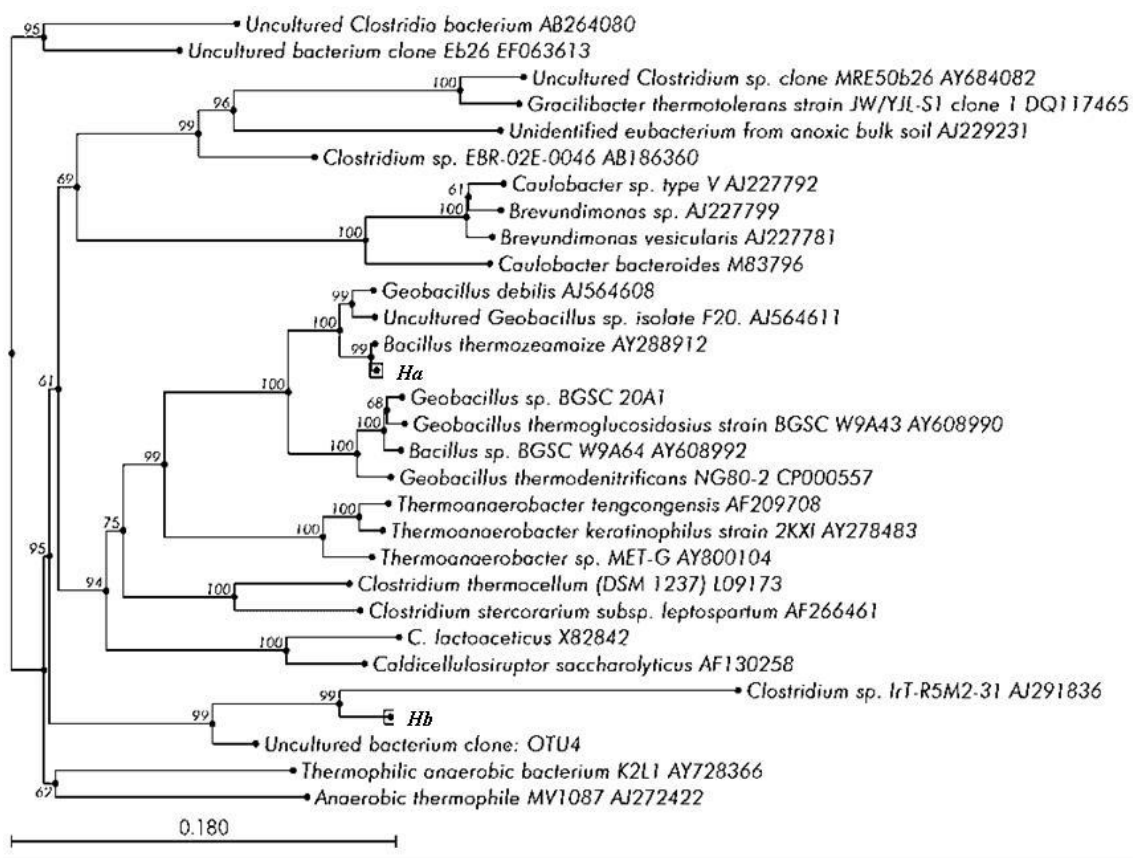 95
Uncultured Clostridia bacterium AB264080
Uncultured bacterium clone Eb26 EF063613
100
Uncultured Clostridium sp. clone MRE50b26 AY684082
96
Gracilibacter thermotolerans strain JW/YJL-S1 clone 1 DQ117465
99
Unidentified eubacterium from anoxic bulk soil AJ229231
Clostridium sp. EBR-02E-0046 AB186360
69
61
Caulobacter sp. type V AJ227792
100
Brevundimonas sp. AJ227799
100
Brevundimonas vesicularis AJ227781
Caulobacter bacteroides M83796
99
Geobacillus debilis AJ564608
100
Uncultured Geobacillus sp. isolate F20. AJ564611
99
Bacillus thermozeamaize AY288912
Ha
61
100
68
Geobacillus sp. BGSC 20A1
100
Geobacillus thermoglucosidasius strain BGSC W9A43 AY608990
100
Bacillus sp. BGSC W9A64 AY608992
99
Geobacillus thermodenitrificans NG80-2 CP000557
100
Thermoanaerobacter tengcongensis AF209708
75
100
Thermoanaerobacter keratinophilus strain 2KXI AY278483
95
Thermoanaerobacter sp. MET-G AY800104
94
100
Clostridium thermocellum (DSM 1237) L09173
Clostridium stercorarium subsp. leptospartum AF266461
100
C. lactoaceticus X82842
Caldicellulosiruptor saccharolyticus AF130258
99
Clostridium sp. IrT-R5M2-31 AJ291836
99
Hb
Uncultured bacterium clone: OTU4
Thermophilic anaerobic bacterium K2L1 AY728366
62
Anaerobic thermophile MV1087 AJ272422
0.180